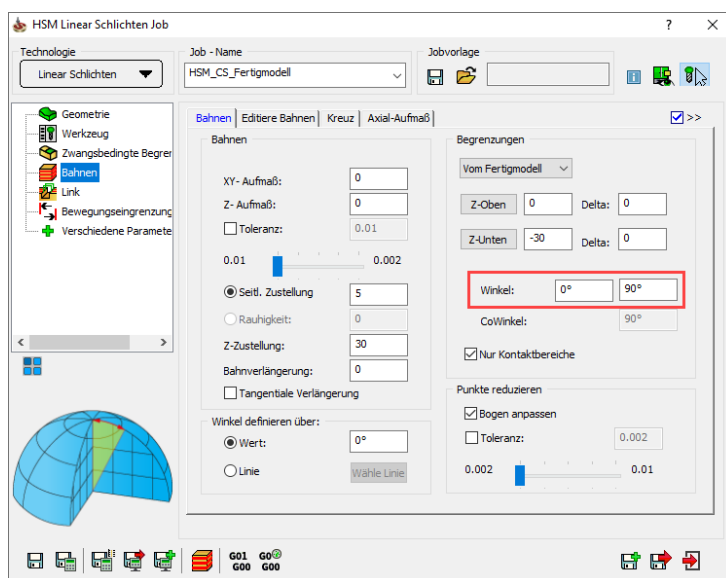 HSM Linear Schlichten Job
Technologie
Linear Schlichten
Job - Name
HSM_CS_Fertigmodell
Jobvorlage
Geometrie
Werkzeug
Zwangsbedingte Begrer
Bahnen
Link
Bewegungseingrenzung
Verschiedene Paramete
Bahnen Editiere Bahnen Kreuz Axial-Aufmaß
>>
Bahnen
XY- Aufmaß: 0
Z- Aufmaß: 0
Toleranz: 0.01
0.01 0.002
Seitl. Zustellung 5
Rauhigkeit: 0
Z-Zustellung: 30
Bahnverlängerung: 0
Tangentiale Verlängerung
Winkel definieren über:
Wert: 0°
Linie Wähle Linie
Begrenzungen
Vom Fertigmodell
Z-Oben 0 Delta: 0
Z-Unten -30 Delta: 0
Winkel: 0° 90°
CoWinkel: 90°
Nur Kontaktbereiche
Punkte reduzieren
Bogen anpassen
Toleranz: 0.002
0.002 0.01
G01 G0
G00 G00